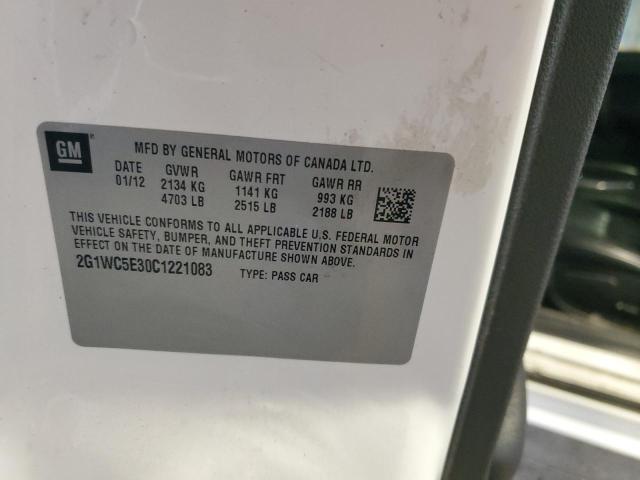 GM
MFD BY GENERAL MOTORS OF CANADA LTD.
DATE GVWR GAWR FRT GAWR RR
01/12 2134 KG 1141 KG 993 KG
4703 LB 2515 LB 2188 LB
THIS VEHICLE CONFORMS TO ALL APPLICABLE U.S. FEDERAL MOTOR
VEHICLE SAFETY, BUMPER, AND THEFT PREVENTION STANDARDS IN
EFFECT ON THE DATE OF MANUFACTURE SHOWN ABOVE.
2G1WC5E30C1221083 TYPE: PASS CAR